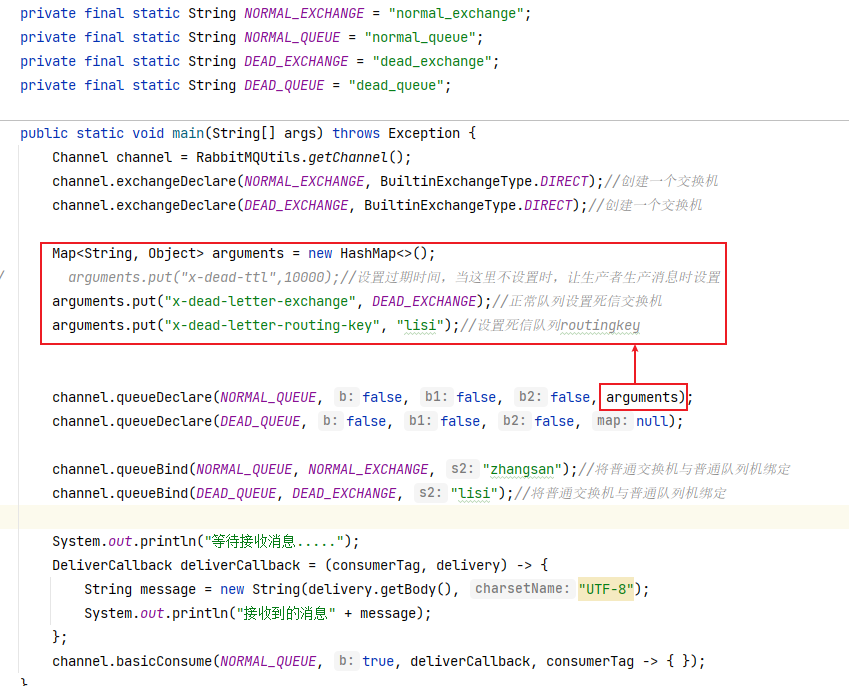 private final static String NORMAL_EXCHANGE = "normal_exchange";
private final static String NORMAL_QUEUE = "normal_queue";
private final static String DEAD_EXCHANGE = "dead_exchange";
private final static String DEAD_QUEUE = "dead_queue";
public static void main(String[] args) throws Exception {
Channel channel = RabbitMQUtils.getChannel();
channel.exchangeDeclare(NORMAL_EXCHANGE, BuiltinExchangeType.DIRECT);//创建一个交换机
channel.exchangeDeclare(DEAD_EXCHANGE, BuiltinExchangeType.DIRECT);//创建一个交换机
Map<String, Object> arguments = new HashMap<>();
/ arguments.put("x-dead-ttl",10000);//设置过期时间，当这里不设置时，让生产者生产消息时设置
arguments.put("x-dead-letter-exchange", DEAD_EXCHANGE);//正常队列设置死信交换机
arguments.put("x-dead-letter-routing-key", "lisi");//设置死信队列routingkey
channel.queueDeclare(NORMAL_QUEUE, b: false, b1: false, b2: false, arguments);
channel.queueDeclare(DEAD_QUEUE, b: false, b1: false, b2: false, map: null);
channel.queueBind(NORMAL_QUEUE, NORMAL_EXCHANGE, s2: "zhangsan");//将普通交换机与普通队列机绑定
channel.queueBind(DEAD_QUEUE, DEAD_EXCHANGE, s2: "lisi");//将普通交换机与普通队列机绑定
System.out.println("等待接收消息.....");
DeliverCallback deliverCallback = (consumerTag, delivery) -> {
String message = new String(delivery.getBody(), charsetName: "UTF-8");
System.out.println("接收到的消息" + message);
};
channel.basicConsume(NORMAL_QUEUE, b: true, deliverCallback, consumerTag -> { });
}